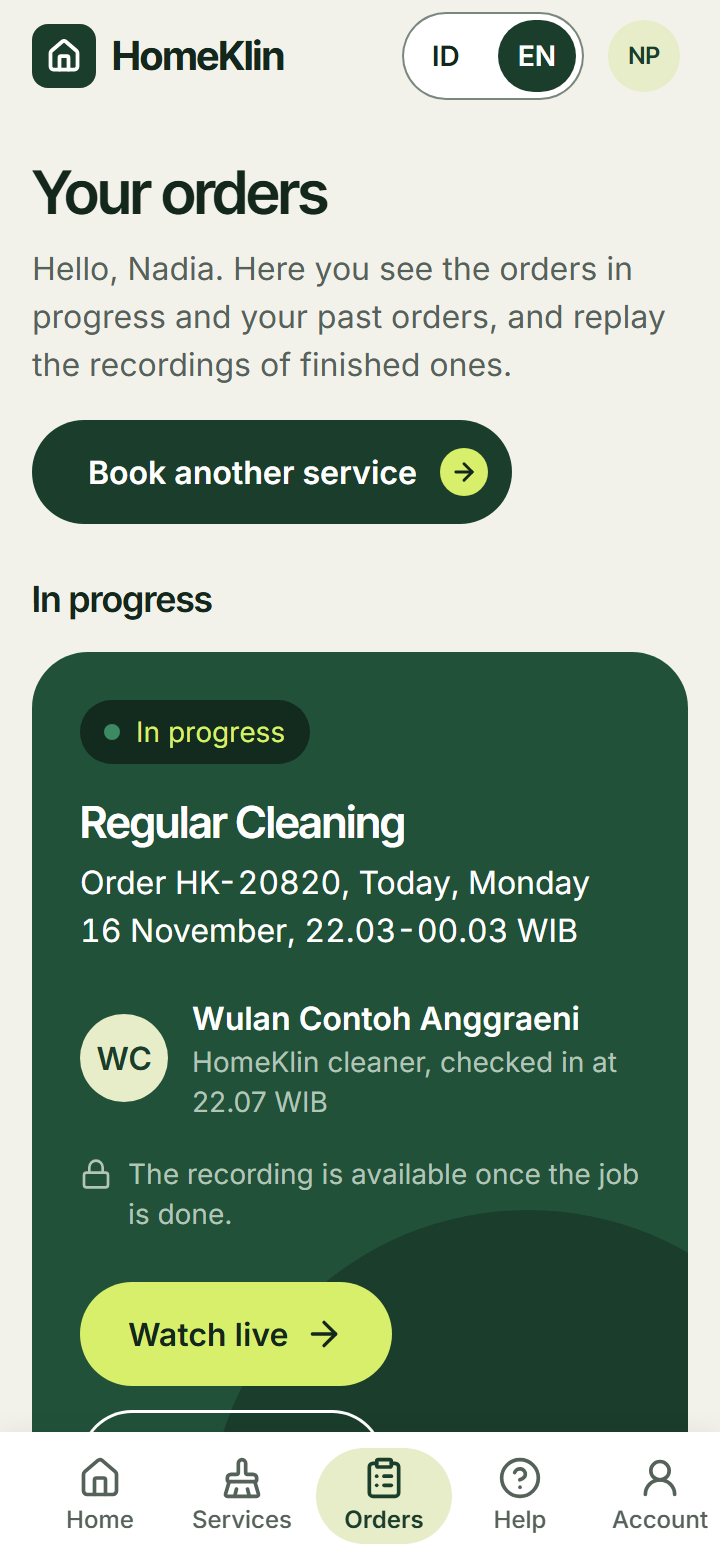 HomeKlin
ID EN NP
Your orders
Hello, Nadia. Here you see the orders in
progress and your past orders, and replay
the recordings of finished ones.
Book another service
In progress
In progress
Regular Cleaning
Order HK-20820, Today, Monday
16 November, 22.03-00.03 WIB
WC
Wulan Contoh Anggraeni
HomeKlin cleaner, checked in at
22.07 WIB
The recording is available once the job
is done.
Watch live
Home Services Orders Help Account